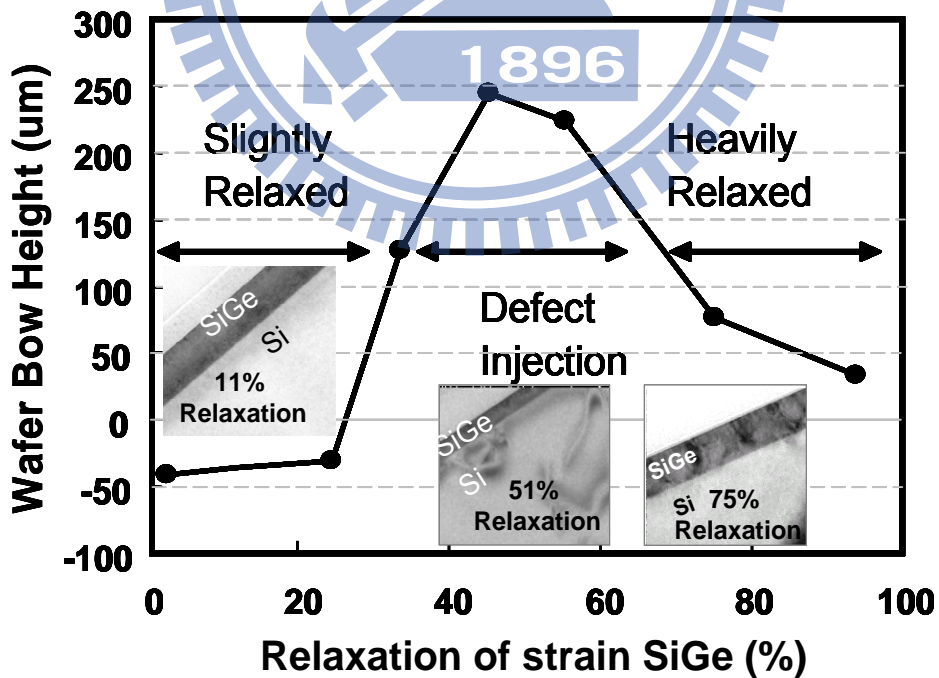 300
250
200
150
100
50
0
-50
-100
Wafer Bow Height (um)
1896
Slightly
Relaxed
Heavily
Relaxed
Defect
Injection
SiGe
Si
11%
Relaxation
SiGe
Si
51%
Relaxation
SiGe
Si 75%
Relaxation
0 20 40 60 80 100
Relaxation of strain SiGe (%)